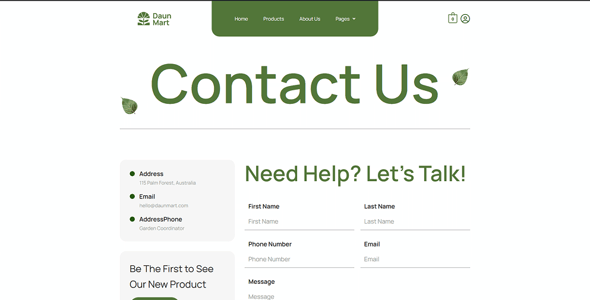 Daun
Mart
Home
Products
About Us
Pages
0
Contact Us
Address
115 Palm Forest, Australia
Email
hello@daunmart.com
AddressPhone
Garden Coordinator
Be The First to See
Our New Product
Need Help? Let's Talk!
First Name
Last Name
First Name
Last Name
Phone Number
Email
Phone Number
Email
Message
Message